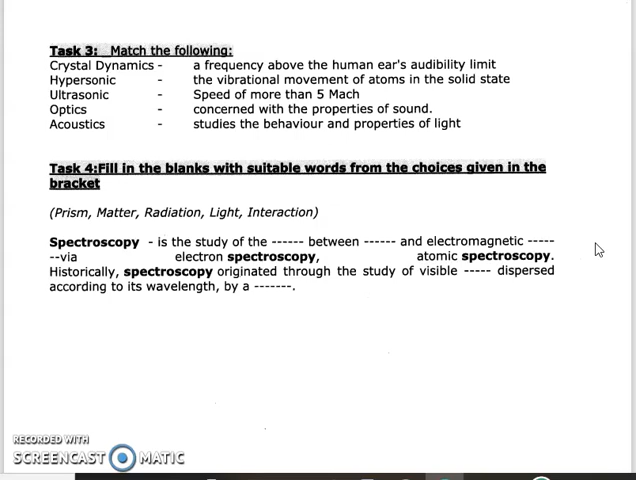 Task 3: Match the following:
Crystal Dynamics - a frequency above the human ear's audibility limit
Hypersonic - the vibrational movement of atoms in the solid state
Ultrasonic - Speed of more than 5 Mach
Optics - concerned with the properties of sound.
Acoustics - studies the behaviour and properties of light
Task 4:Fill in the blanks with suitable words from the choices given in the
bracket
(Prism, Matter, Radiation, Light, Interaction)
Spectroscopy - is the study of the ------ between ------ and electromagnetic -----
--via electron spectroscopy, atomic spectroscopy.
Historically, spectroscopy originated through the study of visible ----- dispersed
according to its wavelength, by a -------.
RECORDED WITH
SCREENCAST MATIC